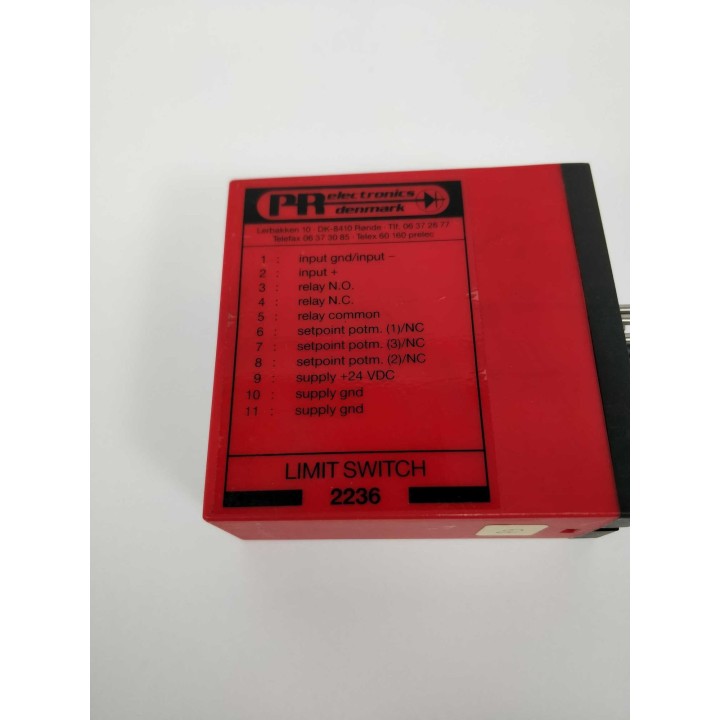 PR electronics
denmark
Lerbakken 10 · DK-8410 Rønde · Tlf. 06 37 26 77
Telefax 06 37 30 85 · Telex 60 160 prelec
1 : input gnd/input –
2 : input +
3 : relay N.O.
4 : relay N.C.
5 : relay common
6 : setpoint potm. (1)/NC
7 : setpoint potm. (3)/NC
8 : setpoint potm. (2)/NC
9 : supply +24 VDC
10 : supply gnd
11 : supply gnd
LIMIT SWITCH
2236